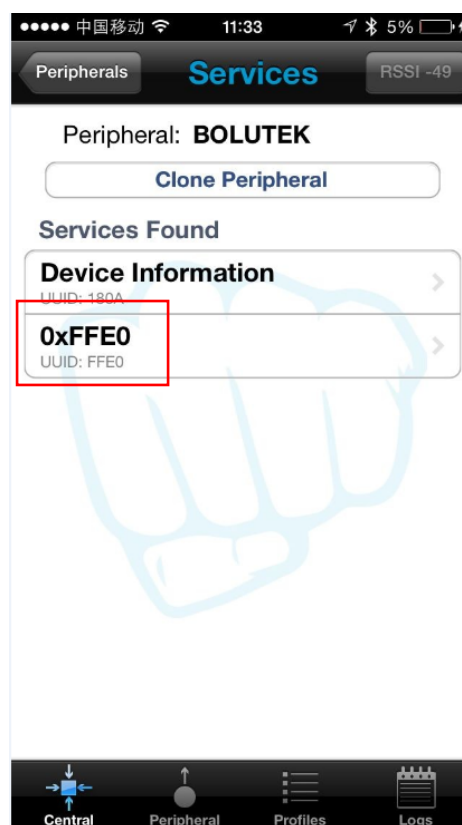 中国移动 11:33 5%
Peripherals Services RSSI -49
Peripheral: BOLUTEK
Clone Peripheral
Services Found
Device Information
UUID: 180A
0xFFE0
UUID: FFE0
Central Peripheral Profiles Logs